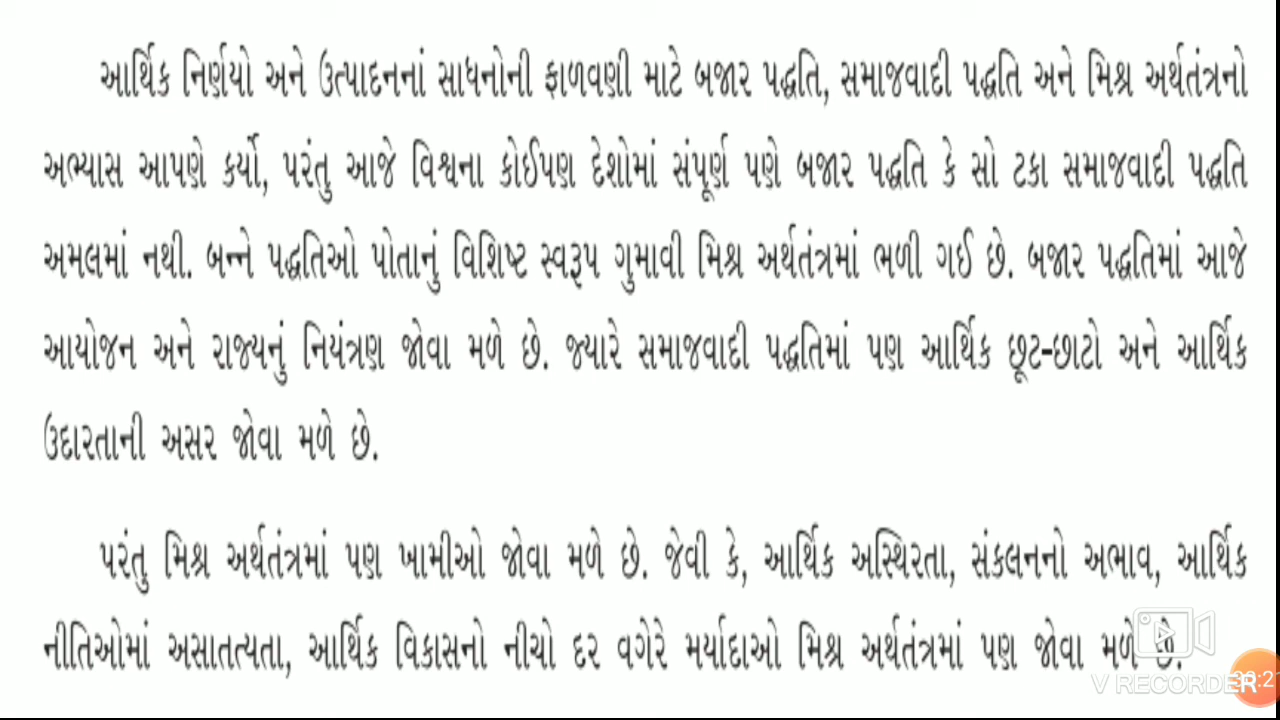 આર્થિક નિર્ણયો અને ઉત્પાદનનાં સાધનોની ફાળવણી માટે બજાર પદ્ધતિ, સમાજવાદી પદ્ધતિ અને મિશ્ર અર્થતંત્રનો
અભ્યાસ આપણે કર્યો, પરંતુ આજે વિશ્વના કોઈપણ દેશોમાં સંપૂર્ણ પણે બજાર પદ્ધતિ કે સો ટકા સમાજવાદી પદ્ધતિ
અમલમાં નથી. બન્ને પદ્ધતિઓ પોતાનું વિશિષ્ટ સ્વરૂપ ગુમાવી મિશ્ર અર્થતંત્રમાં ભળી ગઈ છે. બજાર પદ્ધતિમાં આજે
આયોજન અને રાજ્યનું નિયંત્રણ જોવા મળે છે. જ્યારે સમાજવાદી પદ્ધતિમાં પણ આર્થિક છૂટ-છાટો અને આર્થિક
ઉદારતાની અસર જોવા મળે છે.
પરંતુ મિશ્ર અર્થતંત્રમાં પણ ખામીઓ જોવા મળે છે. જેવી કે, આર્થિક અસ્થિરતા, સંકલનનો અભાવ, આર્થિક
નીતિઓમાં અસાતત્યતા, આર્થિક વિકાસનો નીચો દર વગેરે મર્યાદાઓ મિશ્ર અર્થતંત્રમાં પણ જોવા મળે છે.
V RECORDER